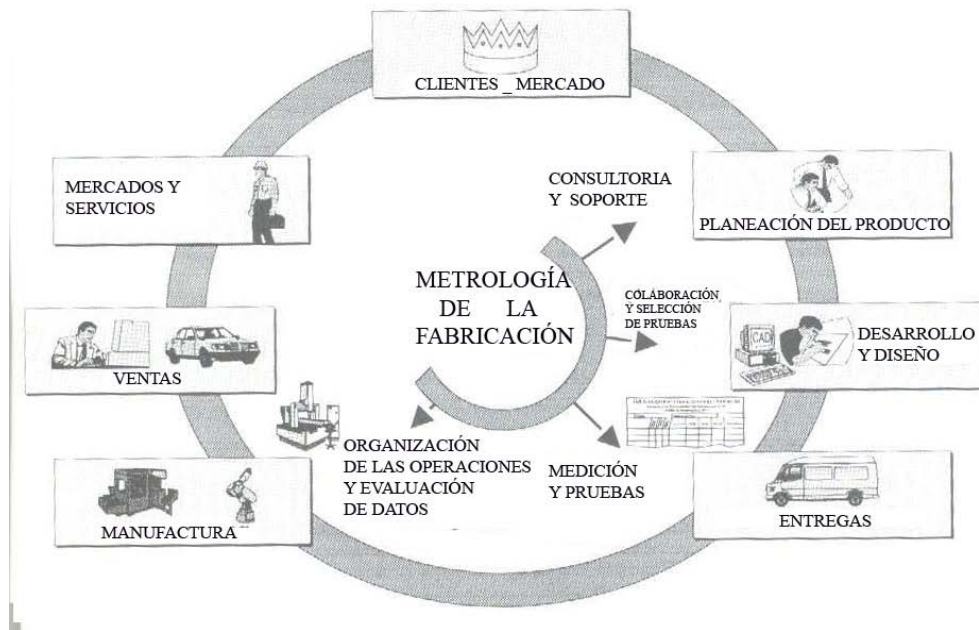 CLIENTES _ MERCADO
MERCADOS Y
SERVICIOS
CONSULTORIA
Y SOPORTE
PLANEACIÓN DEL PRODUCTO
METROLOGÍA
DE LA
FABRICACIÓN
COLABORACIÓN
Y SELECCIÓN
DE PRUEBAS
CAD
DESARROLLO
Y DISEÑO
VENTAS
ORGANIZACIÓN
DE LAS OPERACIONES
Y EVALUACIÓN
DE DATOS
MEDICIÓN
Y PRUEBAS
MANUFACTURA
ENTREGAS